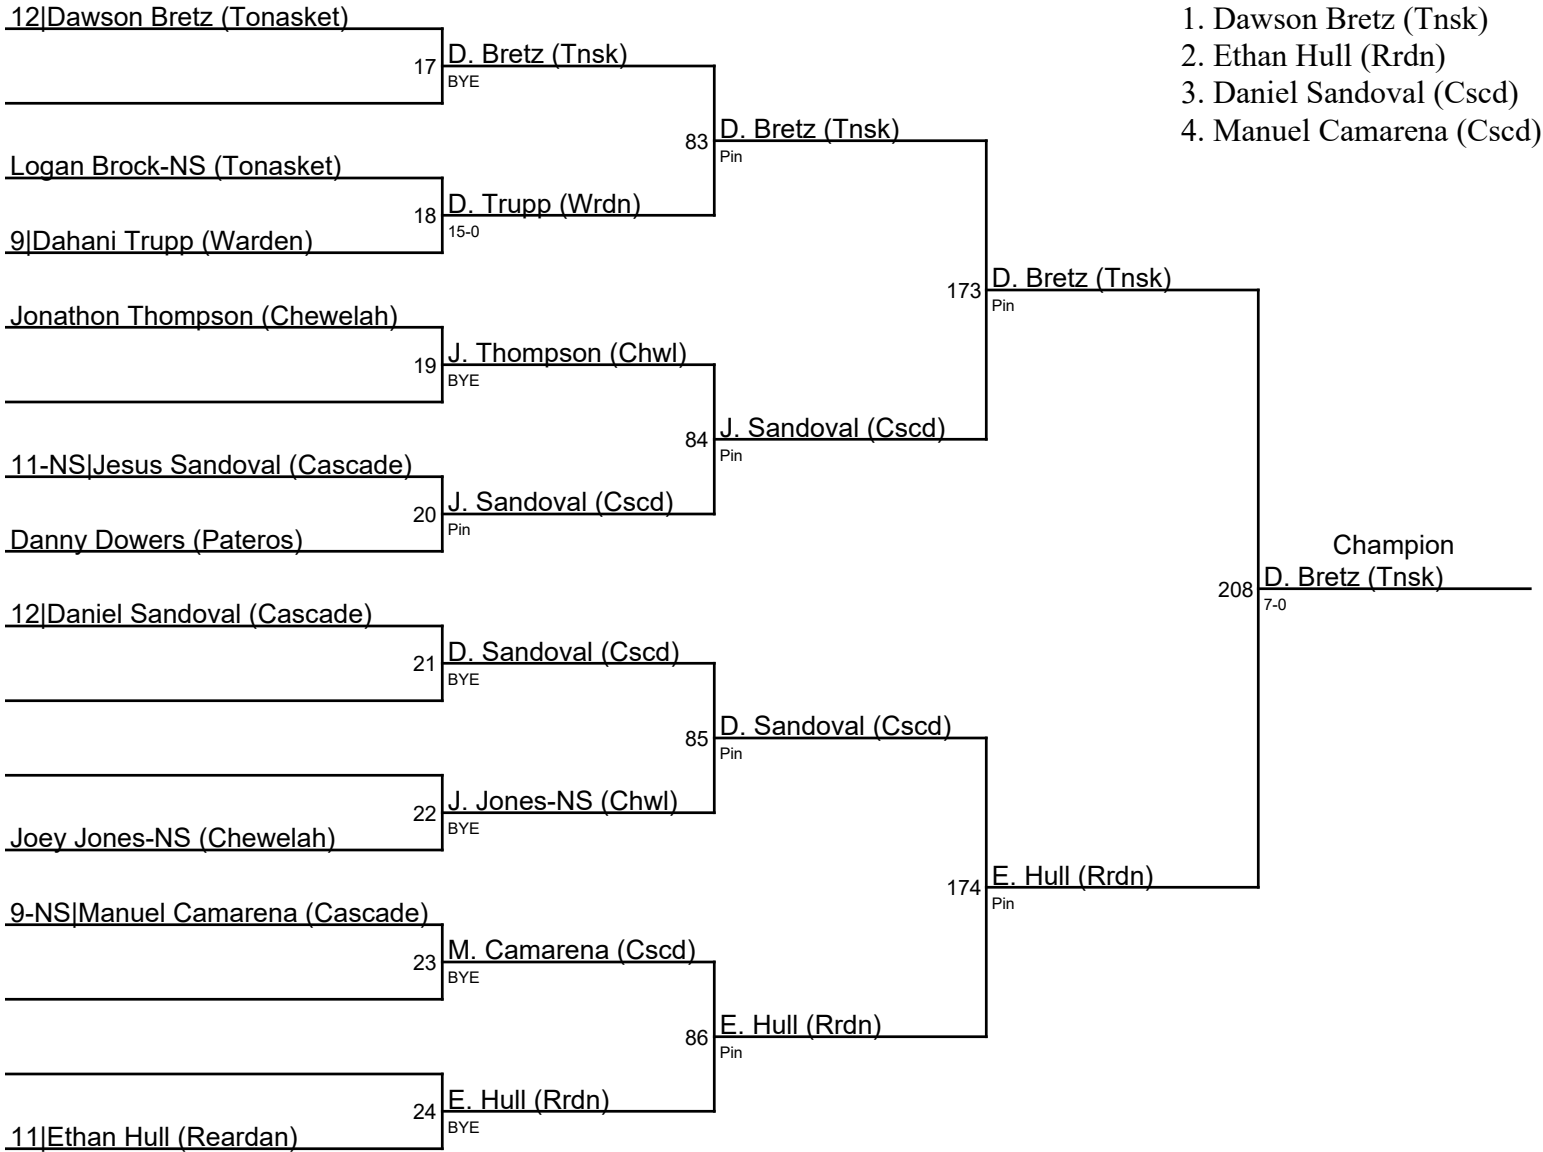 12|Dawson Bretz (Tonasket)
17
D. Bretz (Tnsk)
BYE
Logan Brock-NS (Tonasket)
18
D. Trupp (Wrdn)
15-0
9|Dahani Trupp (Warden)
83
D. Bretz (Tnsk)
Pin
Jonathon Thompson (Chewelah)
19
J. Thompson (Chwl)
BYE
11-NS|Jesus Sandoval (Cascade)
20
J. Sandoval (Cscd)
Pin
Danny Dowers (Pateros)
84
J. Sandoval (Cscd)
Pin
173
D. Bretz (Tnsk)
Pin
12|Daniel Sandoval (Cascade)
21
D. Sandoval (Cscd)
BYE
22
J. Jones-NS (Chwl)
BYE
Joey Jones-NS (Chewelah)
85
D. Sandoval (Cscd)
Pin
9-NS|Manuel Camarena (Cascade)
23
M. Camarena (Cscd)
BYE
24
E. Hull (Rrdn)
BYE
11|Ethan Hull (Reardan)
86
E. Hull (Rrdn)
Pin
174
E. Hull (Rrdn)
Pin
Champion
208
D. Bretz (Tnsk)
7-0
1. Dawson Bretz (Tnsk)
2. Ethan Hull (Rrdn)
3. Daniel Sandoval (Cscd)
4. Manuel Camarena (Cscd)